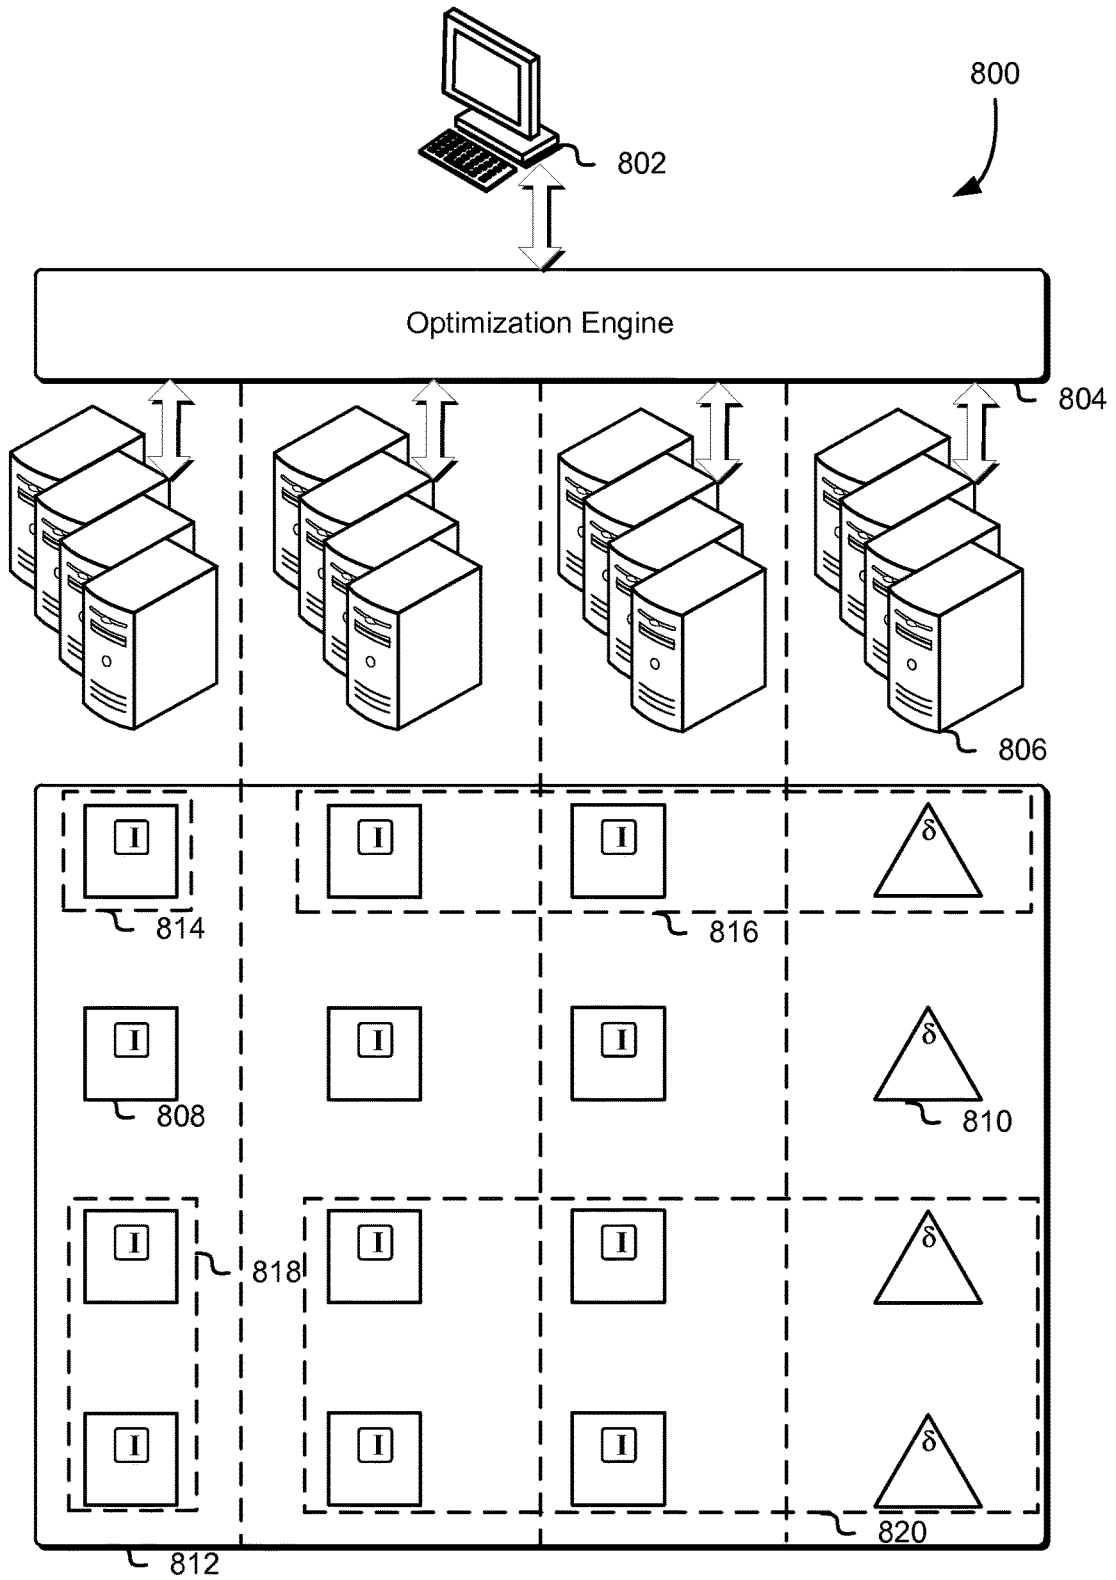 800
802
Optimization Engine
804
806
I I I δ
814 816
I I I δ
808 810
I I I δ
818
I I I δ
820
812